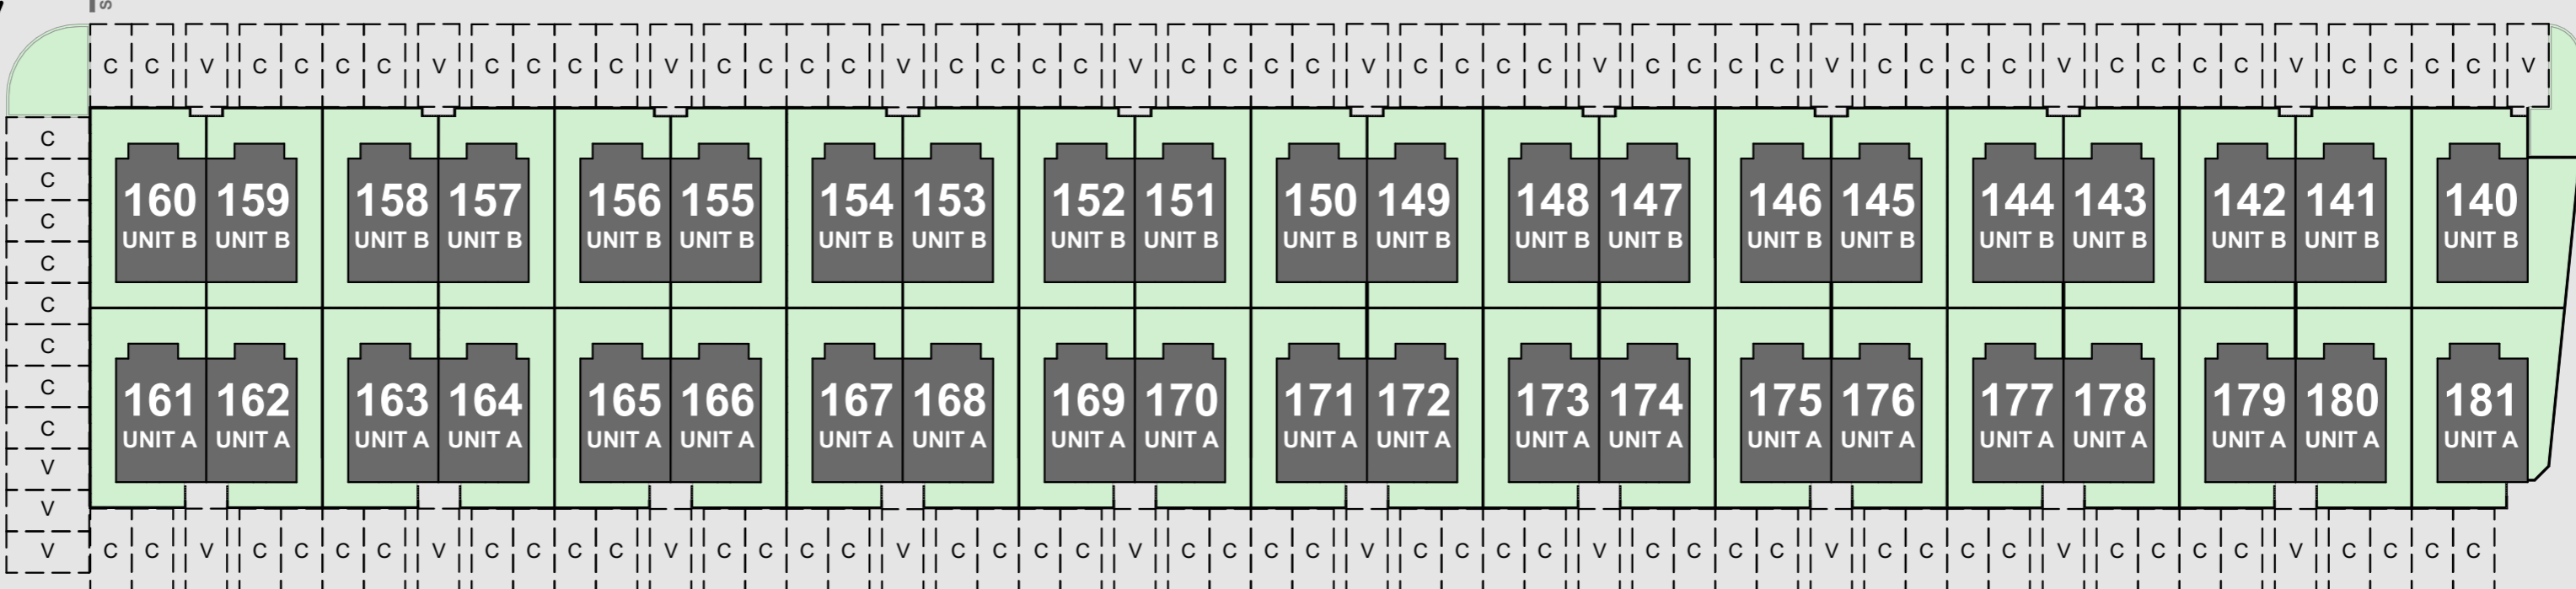 S
C C V C C C C V C C C C V C C C C V C C C C V C C C C V C C C C V C C C C V C C C C V C C C C V C C C C V
C
C
C
C
C
C
C
C
V
V
160 159 158 157 156 155 154 153 152 151 150 149 148 147 146 145 144 143 142 141 140
UNIT B UNIT B UNIT B UNIT B UNIT B UNIT B UNIT B UNIT B UNIT B UNIT B UNIT B UNIT B UNIT B UNIT B UNIT B UNIT B UNIT B UNIT B UNIT B UNIT B UNIT B
161 162 163 164 165 166 167 168 169 170 171 172 173 174 175 176 177 178 179 180 181
UNIT A UNIT A UNIT A UNIT A UNIT A UNIT A UNIT A UNIT A UNIT A UNIT A UNIT A UNIT A UNIT A UNIT A UNIT A UNIT A UNIT A UNIT A UNIT A UNIT A UNIT A
V C C V C C C C V C C C C V C C C C V C C C C V C C C C V C C C C V C C C C V C C C C V C C C C V C C C C